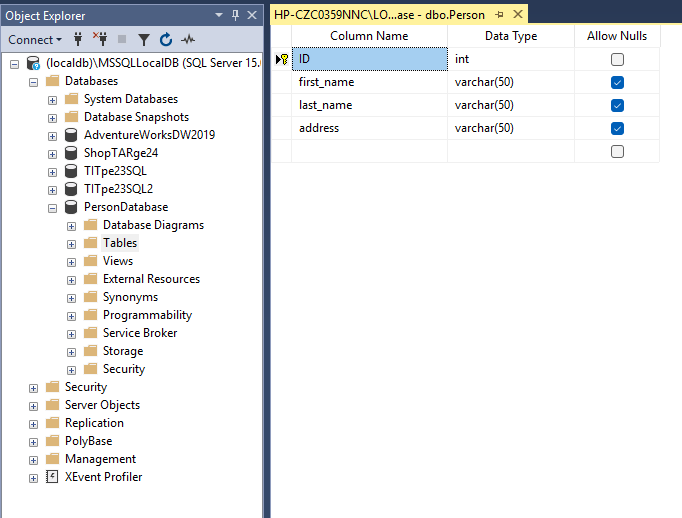 Object Explorer
Connect
(localdb)\MSSQLLocalDB (SQL Server 15.
Databases
System Databases
Database Snapshots
AdventureWorksDW2019
ShopTARge24
TITpe23SQL
TITpe23SQL2
PersonDatabase
Database Diagrams
Tables
Views
External Resources
Synonyms
Programmability
Service Broker
Storage
Security
Security
Server Objects
Replication
PolyBase
Management
XEvent Profiler
HP-CZC0359NNC\LO...ase - dbo.Person
Column Name Data Type Allow Nulls
ID int
first_name varchar(50)
last_name varchar(50)
address varchar(50)